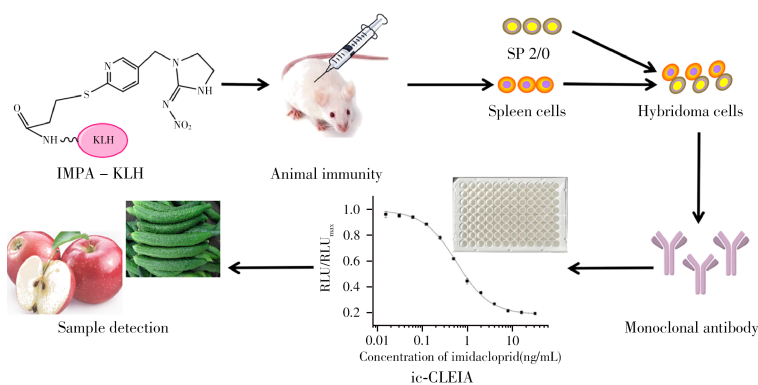 SP 2/0
S
N
N
NH
N
NO₂
O
NH
KLH
IMPA – KLH
Animal immunity
Spleen cells
Hybridoma cells
RLU/RLUmax
1.0
0.8
0.6
0.4
0.2
0.01
0.1
1
10
Concentration of imidacloprid(ng/mL)
ic-CLEIA
Sample detection
Monoclonal antibody